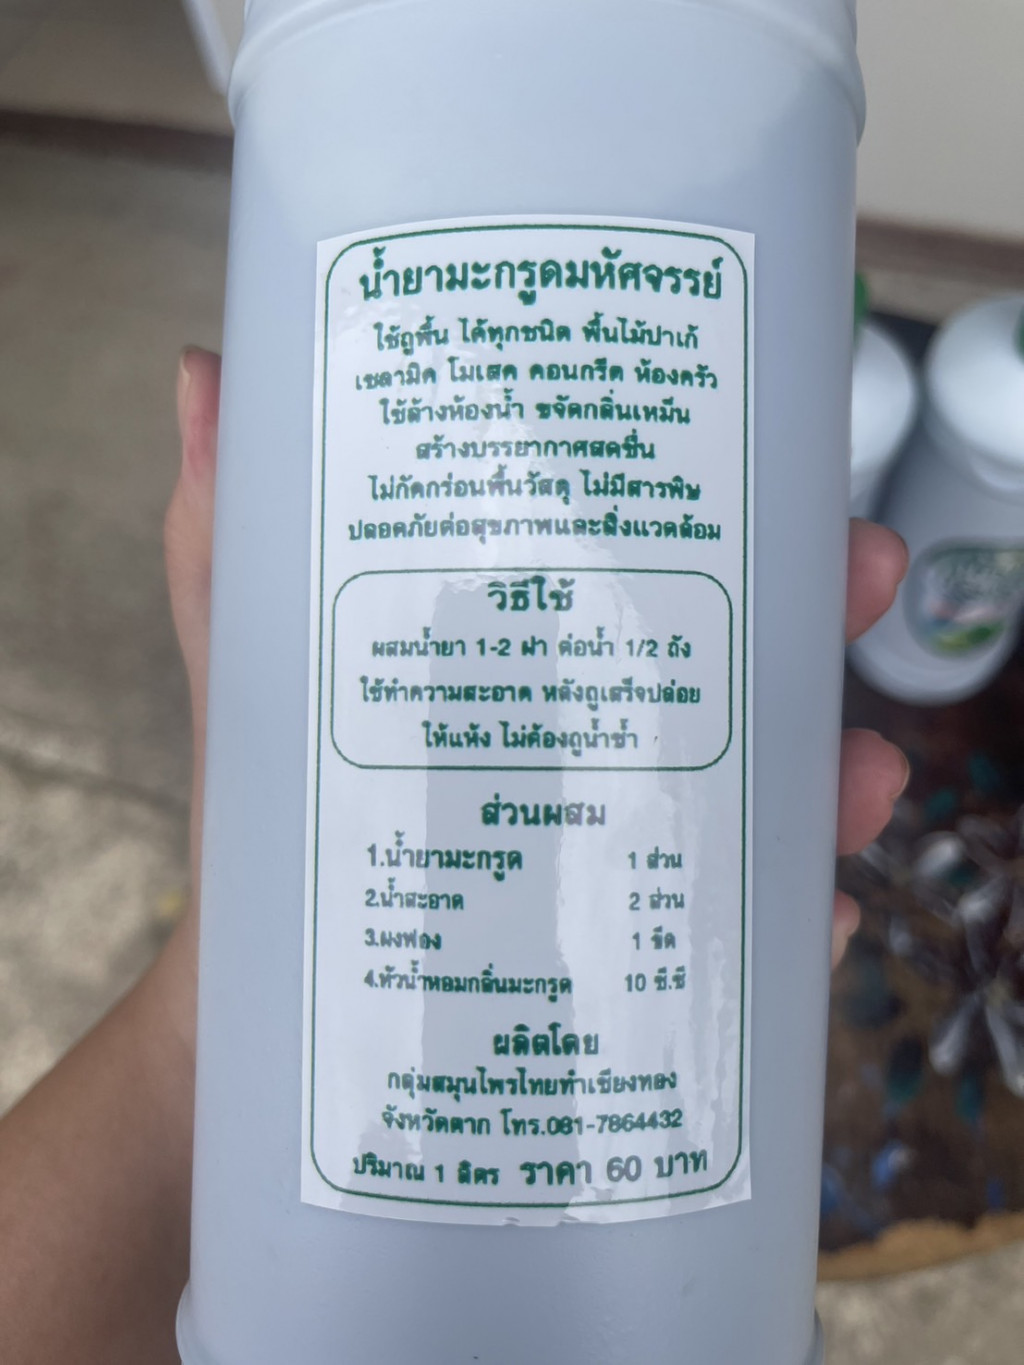 น้ำยามะกรูดมหัศจรรย์
ใช้ถูพื้น ได้ทุกชนิด พื้นไม้ปาเก้
เซลามิค โมเสค คอนกรีต ห้องครัว
ใช้ล้างห้องน้ำ ขจัดกลิ่นเหม็น
สร้างบรรยากาศสดชื่น
ไม่กัดกร่อนพื้นวัสดุ ไม่มีสารพิษ
ปลอดภัยต่อสุขภาพและสิ่งแวดล้อม
วิธีใช้
ผสมน้ำยา 1-2 ฝา ต่อน้ำ 1/2 ถัง
ใช้ทำความสะอาด หลังถูเสร็จปล่อย
ให้แห้ง ไม่ต้องถูน้ำซ้ำ
ส่วนผสม
1.น้ำยามะกรูด 1 ส่วน
2.น้ำสะอาด 2 ส่วน
3.ผงฟอง 1 ขีด
4.หัวน้ำหอมกลิ่นมะกรูด 10 ซี.ซี
ผลิตโดย
กลุ่มสมุนไพรไทยทำเชียงทอง
จังหวัดตาก โทร.081-7864432
ปริมาณ 1 ลิตร ราคา 60 บาท